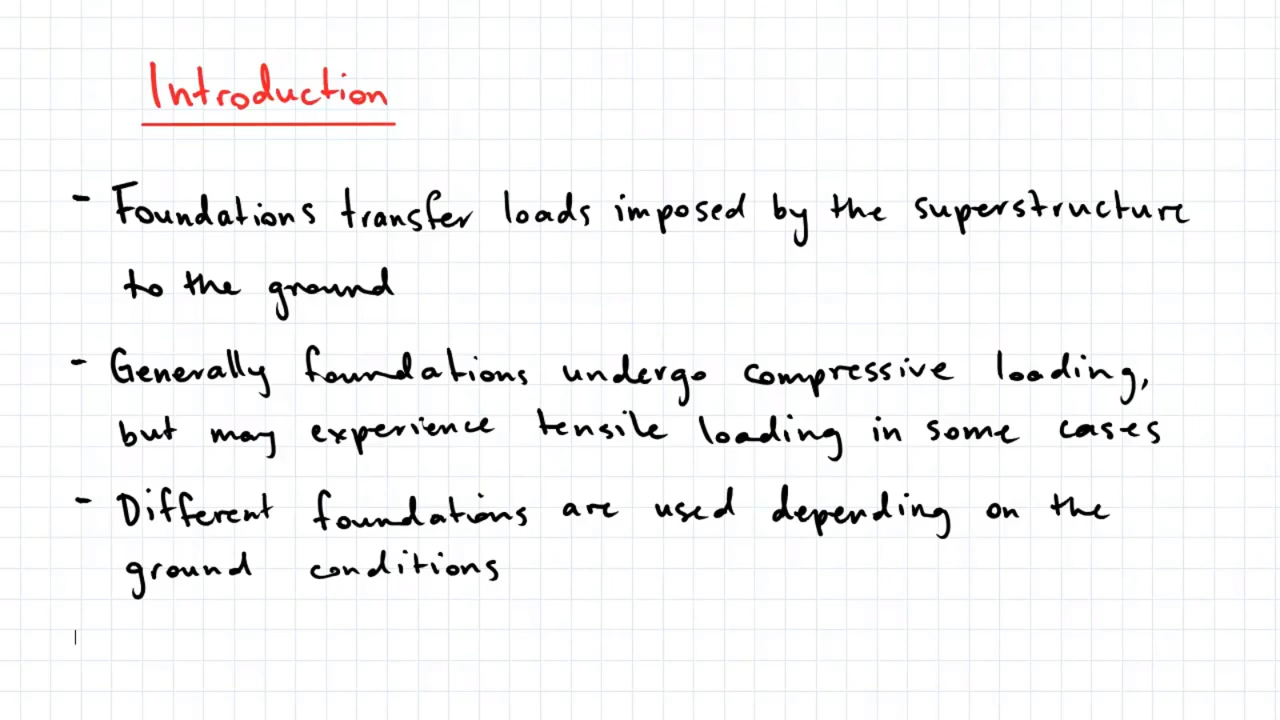 Introduction
- Foundations transfer loads imposed by the superstructure
to the ground
- Generally foundations undergo compressive loading,
but may experience tensile loading in some cases
- Different foundations are used depending on the
ground conditions